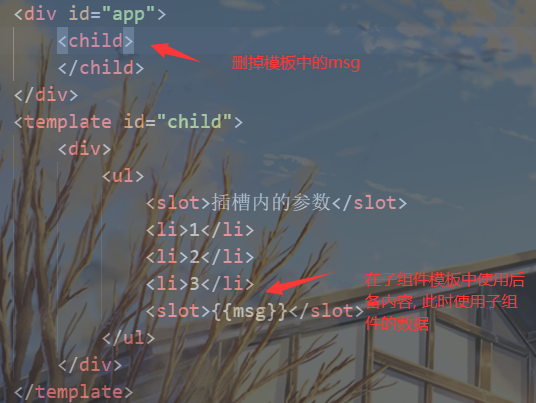 <div id="app">
<child>
删掉模板中的msg
</child>
</div>
<template id="child">
<div>
<ul>
<slot>插槽内的参数</slot>
<li>1</li>
<li>2</li>
<li>3</li>
在子组件模板中使用后
备内容, 此时使用子组
件的数据
<slot>{{msg}}</slot>
</ul>
</div>
</template>